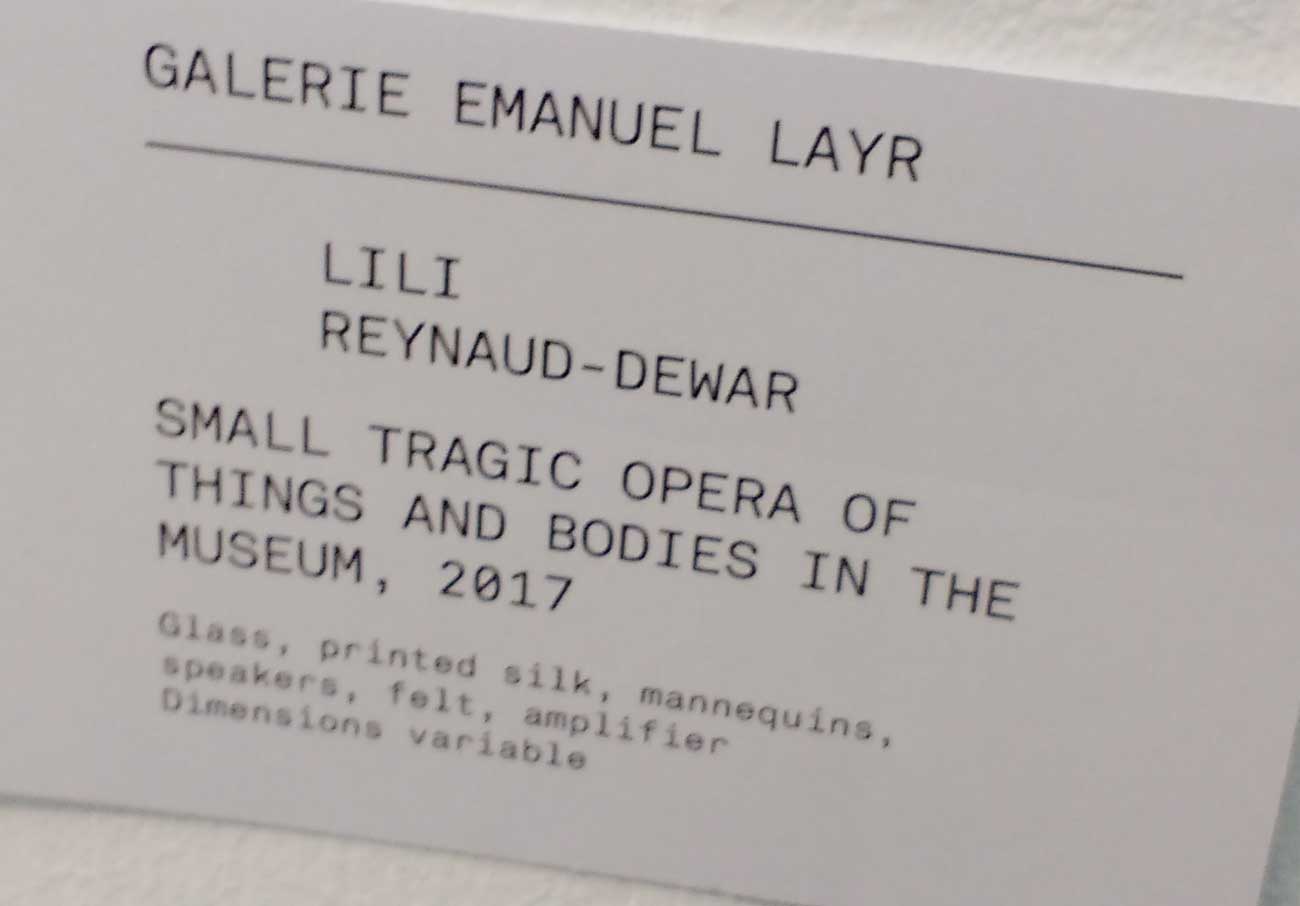 GALERIE EMANUEL LAYR
LILI
REYNAUD-DEWAR
SMALL TRAGIC OPERA OF
THINGS AND BODIES IN THE
MUSEUM, 2017
Glass, printed silk, mannequins,
speakers, felt, amplifier
Dimensions variable